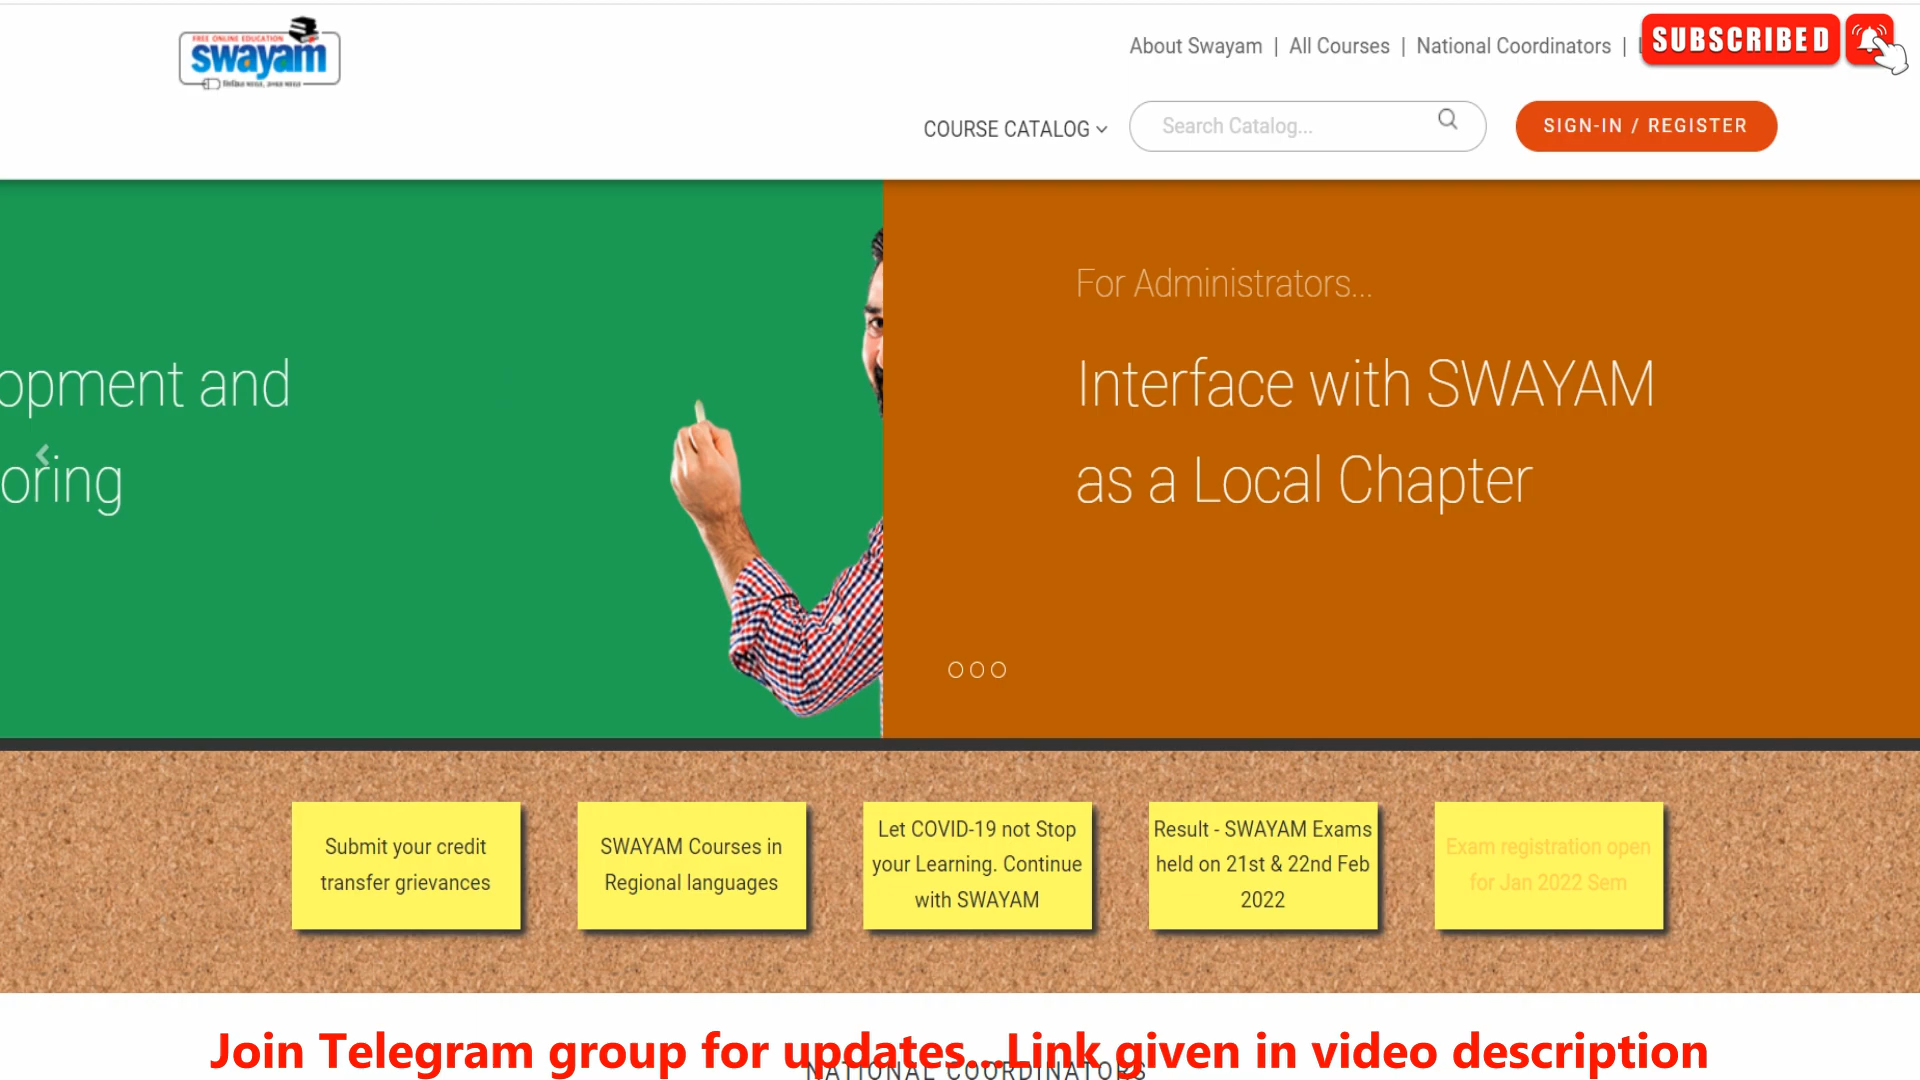 FREE ONLINE EDUCATION
swayam
About Swayam | All Courses | National Coordinators |
SUBSCRIBED
COURSE CATALOG
Search Catalog...
SIGN-IN / REGISTER
opment and
oring
For Administrators...
Interface with SWAYAM
as a Local Chapter
Submit your credit
transfer grievances
SWAYAM Courses in
Regional languages
Let COVID-19 not Stop
your Learning. Continue
with SWAYAM
Result - SWAYAM Exams
held on 21st & 22nd Feb
2022
Exam registration open
for Jan 2022 Sem
Join Telegram group for updates...Link given in video description
NATIONAL COORDINATORS